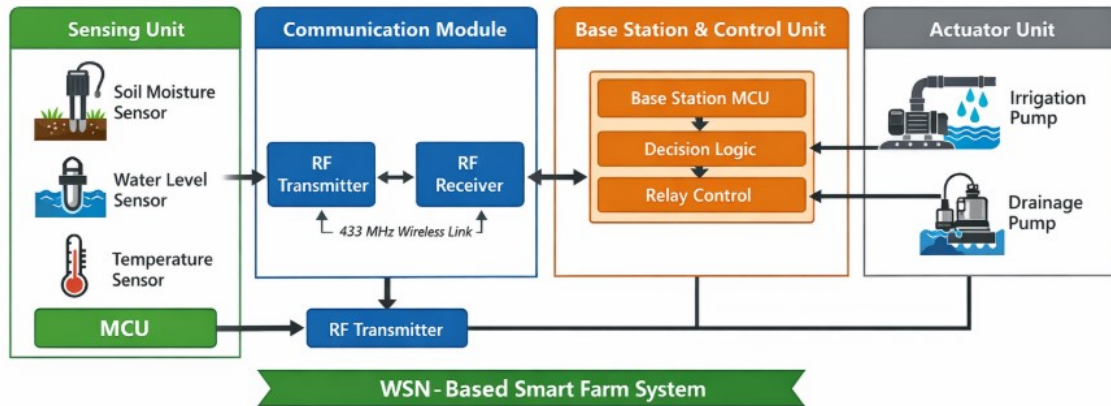 Sensing Unit
Soil Moisture
Sensor
Water Level
Sensor
Temperature
Sensor
MCU
Communication Module
RF
Transmitter
RF
Receiver
433 MHz Wireless Link
RF Transmitter
Base Station & Control Unit
Base Station MCU
Decision Logic
Relay Control
Actuator Unit
Irrigation
Pump
Drainage
Pump
WSN-Based Smart Farm System